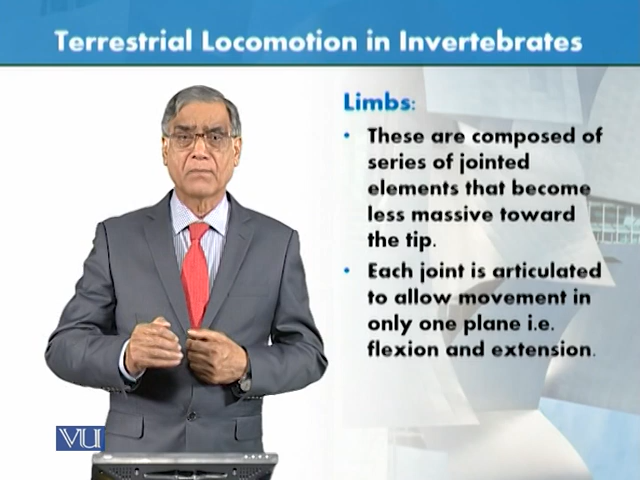 Terrestrial Locomotion in Invertebrates
Limbs:
• These are composed of
series of jointed
elements that become
less massive toward
the tip.
• Each joint is articulated
to allow movement in
only one plane i.e.
flexion and extension.
VU